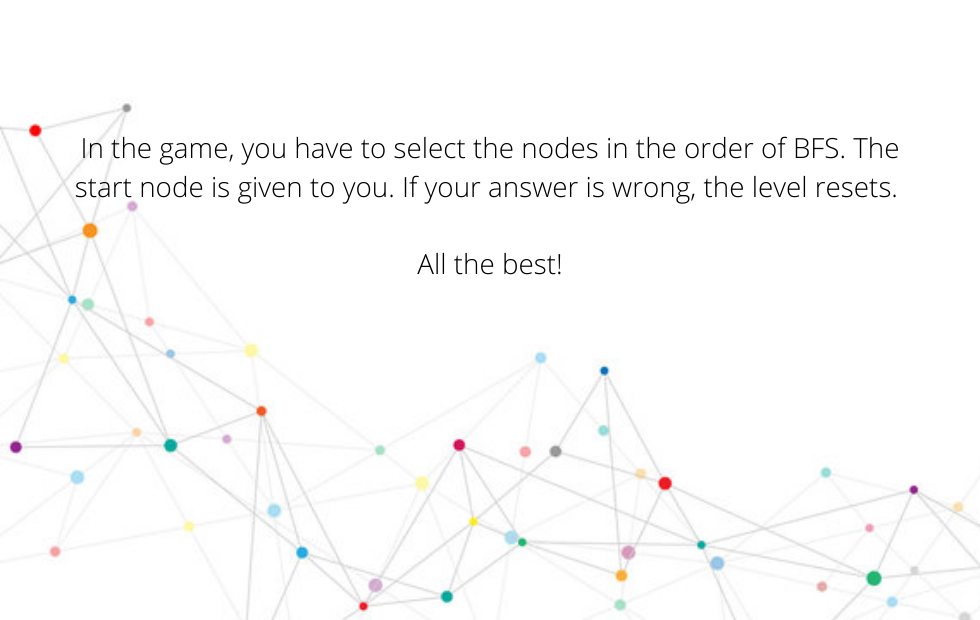 In the game, you have to select the nodes in the order of BFS. The
start node is given to you. If your answer is wrong, the level resets.
All the best!